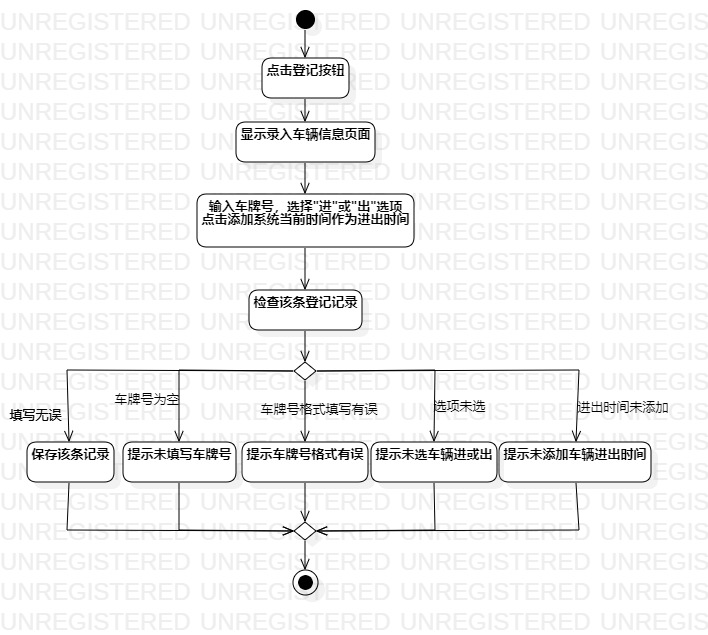 UNREGISTERED UNREGISTERED UNREGISTERED UNREGIS
点击登记按钮
显示录入车辆信息页面
输入车牌号，选择"进"或"出"选项
点击添加系统当前时间作为进出时间
检查该条登记记录
填写无误
车牌号为空
车牌号格式填写有误
选项未选
进出时间未添加
保存该条记录
提示未填写车牌号
提示车牌号格式有误
提示未选车辆进或出
提示未添加车辆进出时间